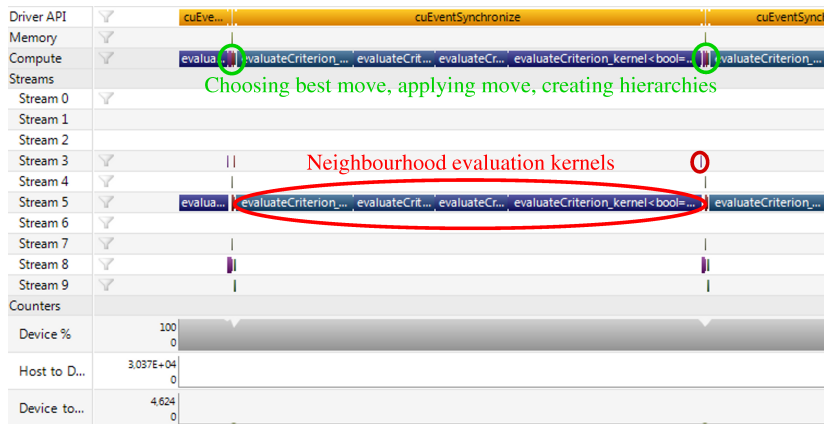 Driver API cuEve... cuEventSynchronize cuEventSyncl
Memory
Compute evalua... evaluateCriterion_... evaluateCrit... evaluateCr... evaluateCriterion_kernel<bool=... evaluateCriterion_...
Streams
Choosing best move, applying move, creating hierarchies
Stream 0
Stream 1
Stream 2
Stream 3 Neighbourhood evaluation kernels
Stream 4
Stream 5 evalua... evaluateCriterion_... evaluateCrit... evaluateCr... evaluateCriterion_kernel<bool=... evaluateCriterion_...
Stream 6
Stream 7
Stream 8
Stream 9
Counters
Device % 100
0
Host to D... 3,037E+04
0
Device to... 4,624
0